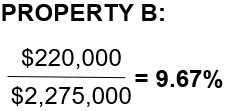 PROPERTY B:
$220,000
$2,275,000 = 9.67%